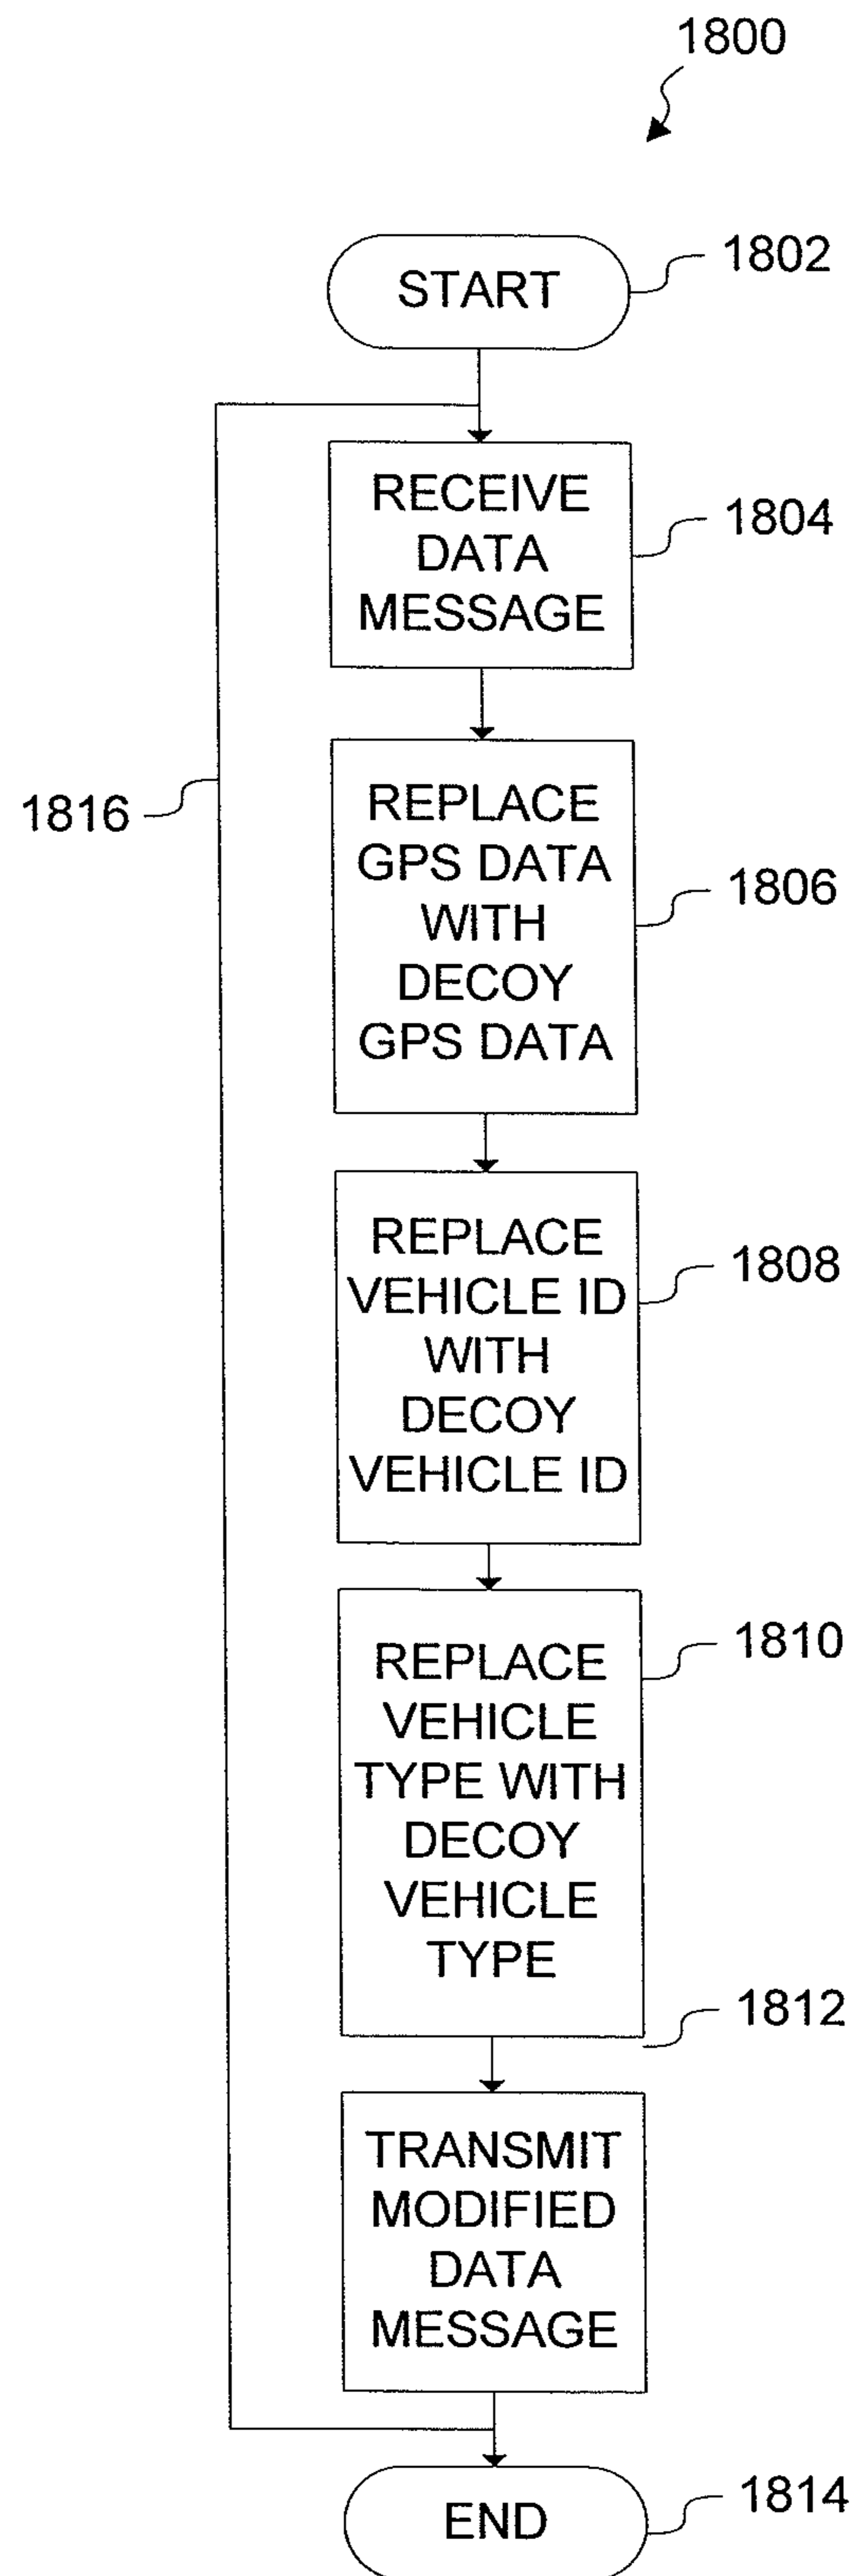 1800
START
1802
RECEIVE
DATA
MESSAGE
1804
1816
REPLACE
GPS DATA
WITH
DECOY
GPS DATA
1806
REPLACE
VEHICLE ID
WITH
DECOY
VEHICLE ID
1808
REPLACE
VEHICLE
TYPE WITH
DECOY
VEHICLE
TYPE
1810
1812
TRANSMIT
MODIFIED
DATA
MESSAGE
END
1814